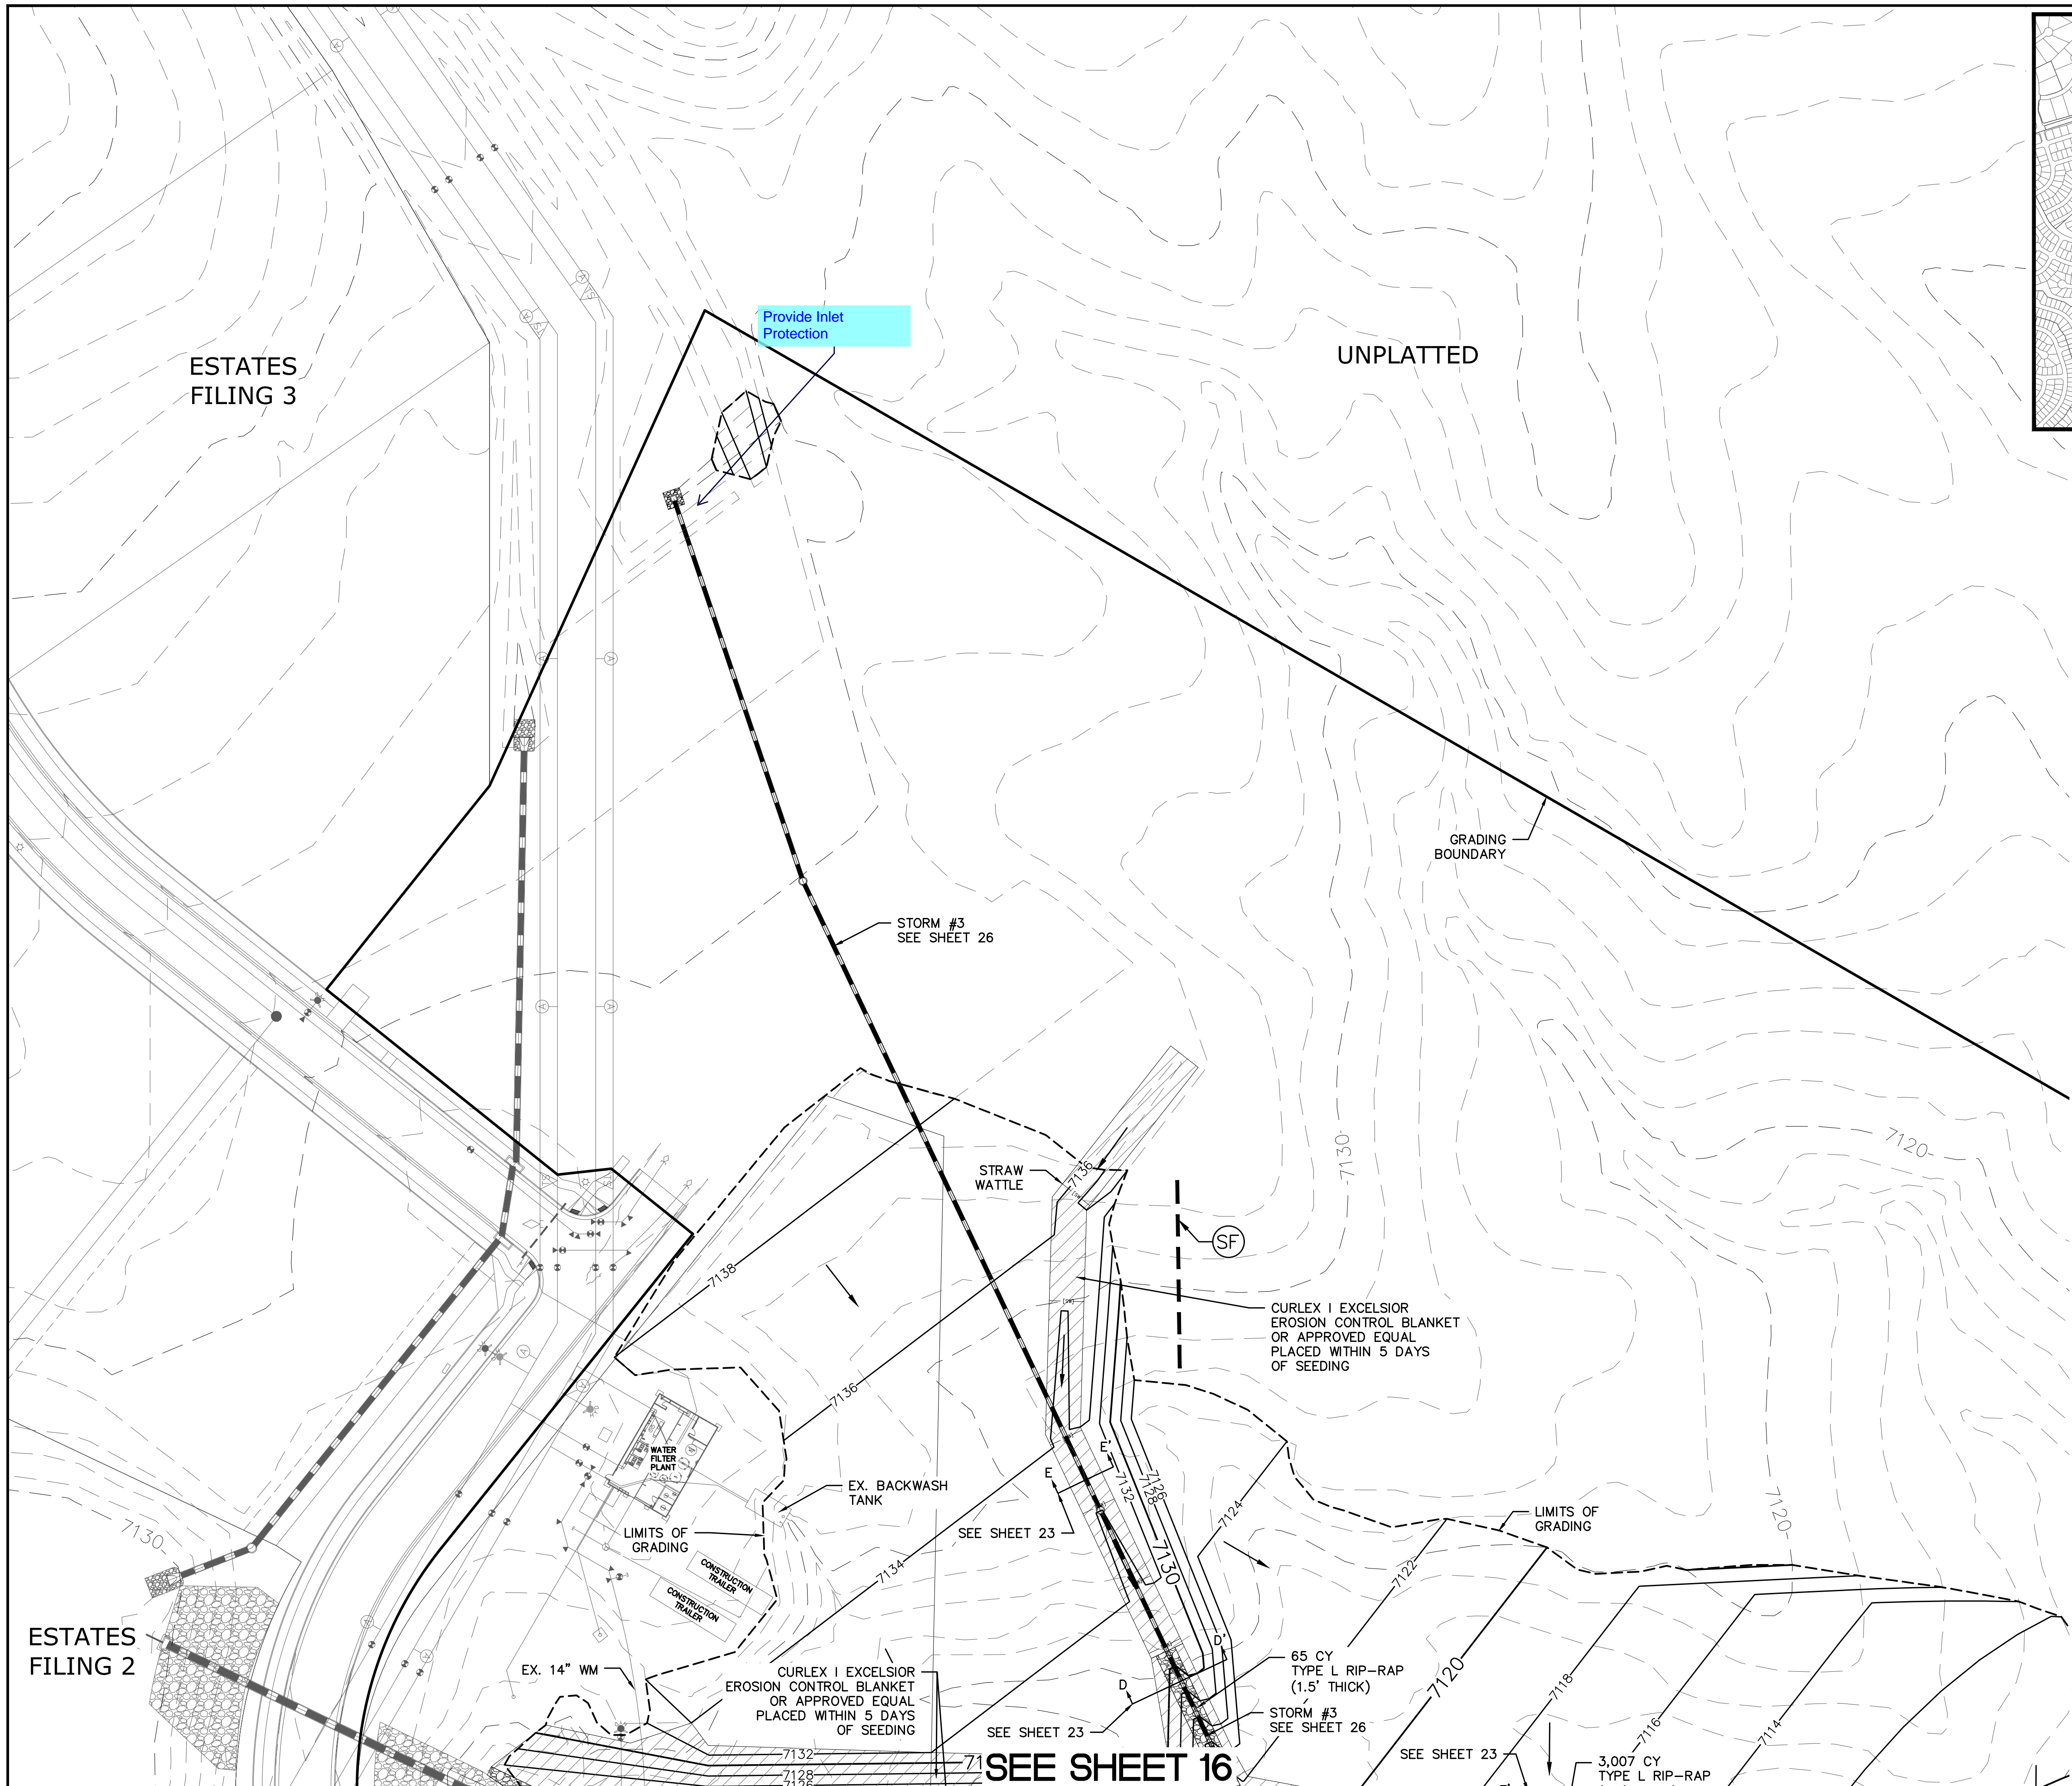 Provide Inlet
Protection
ESTATES
FILING 3
UNPLATTED
GRADING
BOUNDARY
STORM #3
SEE SHEET 26
7130
7120
STRAW
WATTLE
7136
SF
7138
CURLEX I EXCELSIOR
EROSION CONTROL BLANKET
OR APPROVED EQUAL
PLACED WITHIN 5 DAYS
OF SEEDING
7136
WATER
FILTER
PLANT
E'
E
7132
7128
7126
EX. BACKWASH
TANK
SEE SHEET 23
7124
LIMITS OF
GRADING
7120
LIMITS OF
GRADING
7130
CONSTRUCTION
TRAILER
CONSTRUCTION
TRAILER
7134
7130
7122
ESTATES
FILING 2
EX. 14" WM
CURLEX I EXCELSIOR
EROSION CONTROL BLANKET
OR APPROVED EQUAL
PLACED WITHIN 5 DAYS
OF SEEDING
D'
D
65 CY
TYPE L RIP-RAP
(1.5' THICK)
STORM #3
SEE SHEET 26
SEE SHEET 23
7120
7118
7116
7114
SEE SHEET 23
3,007 CY
TYPE L RIP-RAP
7132
7128
SEE SHEET 16